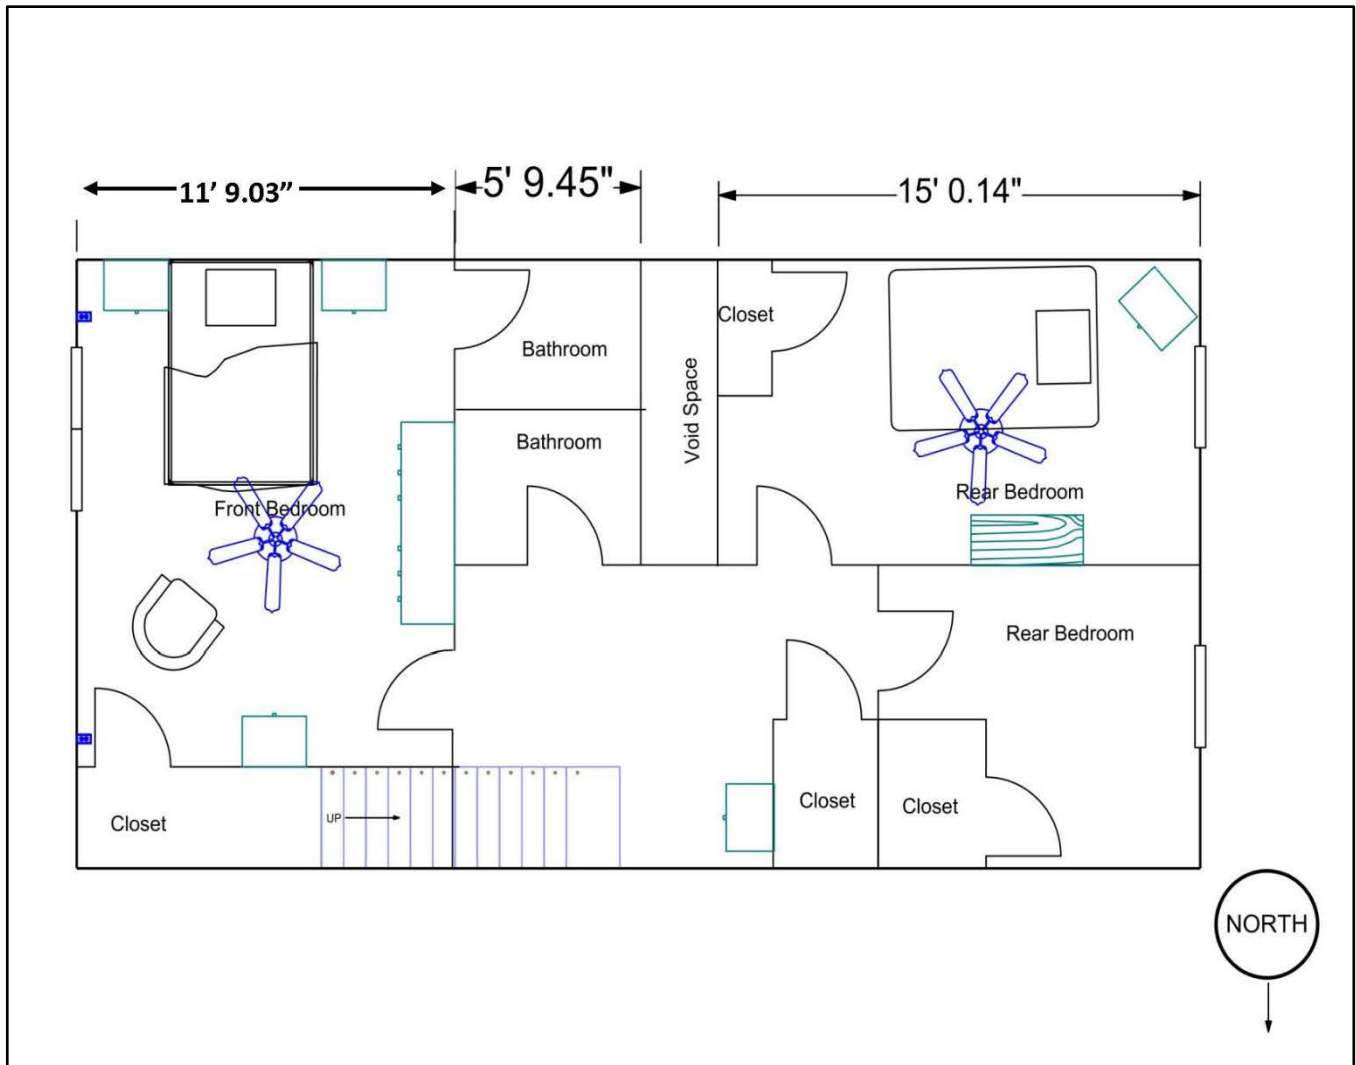 11’ 9.03”
5' 9.45"
15' 0.14"
Closet
Bathroom
Void Space
Bathroom
Rear Bedroom
Front Bedroom
Rear Bedroom
Closet
Closet
UP
Closet
NORTH